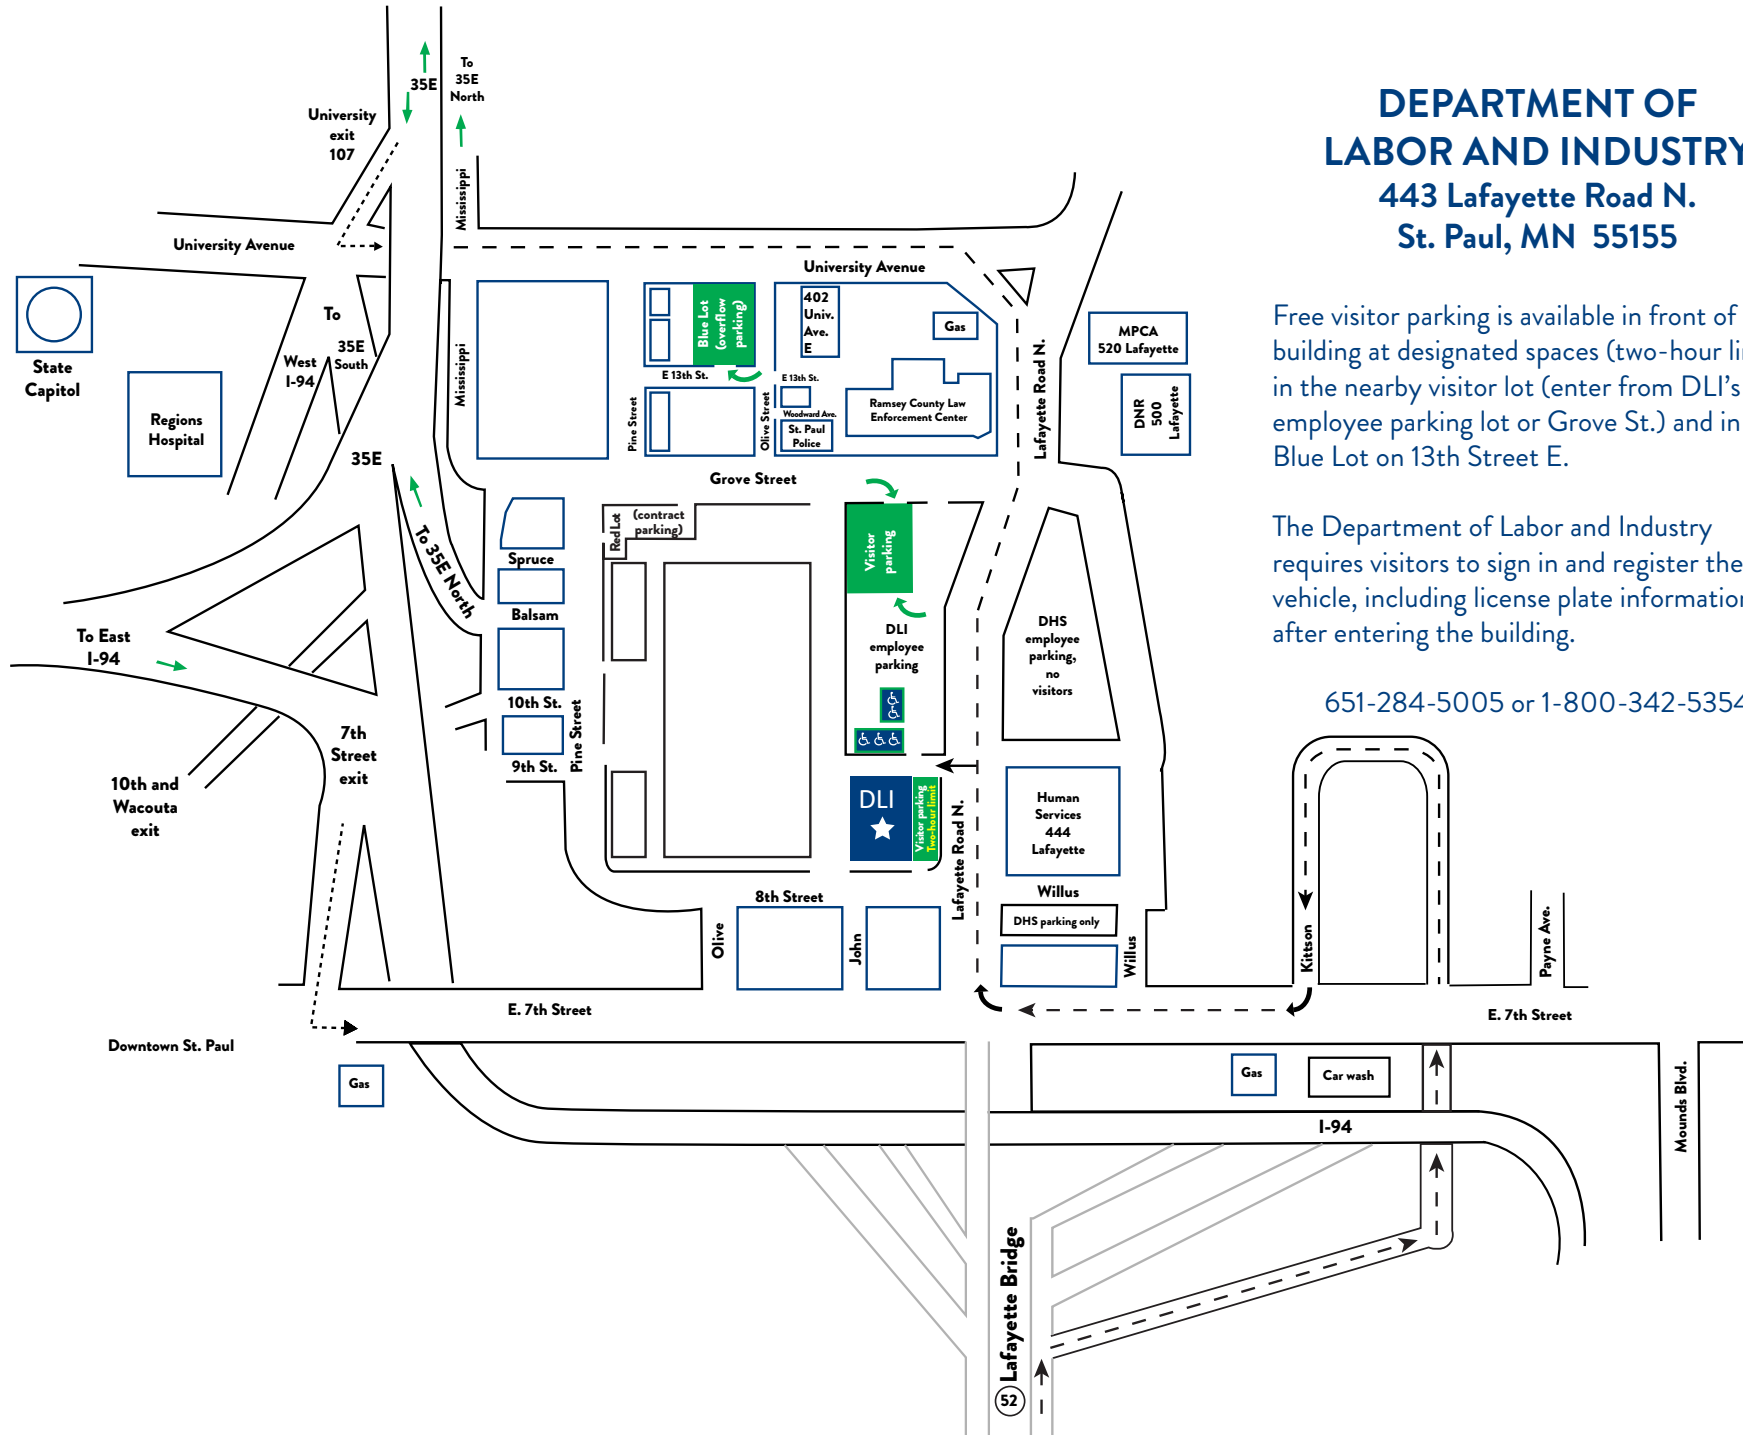 DEPARTMENT OF
LABOR AND INDUSTRY
443 Lafayette Road N.
St. Paul, MN 55155
Free visitor parking is available in front of
building at designated spaces (two-hour
in the nearby visitor lot (enter from DLI's
employee parking lot or Grove St.) and in
Blue Lot on 13th Street E.
The Department of Labor and Industry
requires visitors to sign in and register
vehicle, including license plate
after entering the building.
651-284-5005 or 1-800-342-5354
35E
To
35E
North
University
exit
107
Mississippi
University Avenue
University Avenue
State
Capitol
Regions
Hospital
To
West
I-94
35E
South
35E
Mississippi
To 35E North
Blue Lot
(overflow
parking)
E 13th St.
Pine Street
Olive Street
402
Univ.
Ave.
E
Gas
E 13th St.
Woodward Ave.
St. Paul
Police
Ramsey County Law
Enforcement Center
Lafayette Road N.
MPCA
520 Lafayette
DNR
500
Lafayette
Grove Street
Red Lot
(contract
parking)
Visitor
parking
DLI
employee
parking
DHS
employee
parking,
no
visitors
Spruce
Balsam
10th St.
9th St.
Pine Street
To East
I-94
7th
Street
exit
10th and
Wacouta
exit
DLI
Visitor parking
Two-hour limit
Lafayette Road N.
Human
Services
444
Lafayette
Willus
DHS parking only
Willus
8th Street
Olive
John
Kittson
Payne Ave.
E. 7th Street
E. 7th Street
Downtown St. Paul
Gas
Gas
Car wash
I-94
Mounds Blvd.
Lafayette Bridge
52